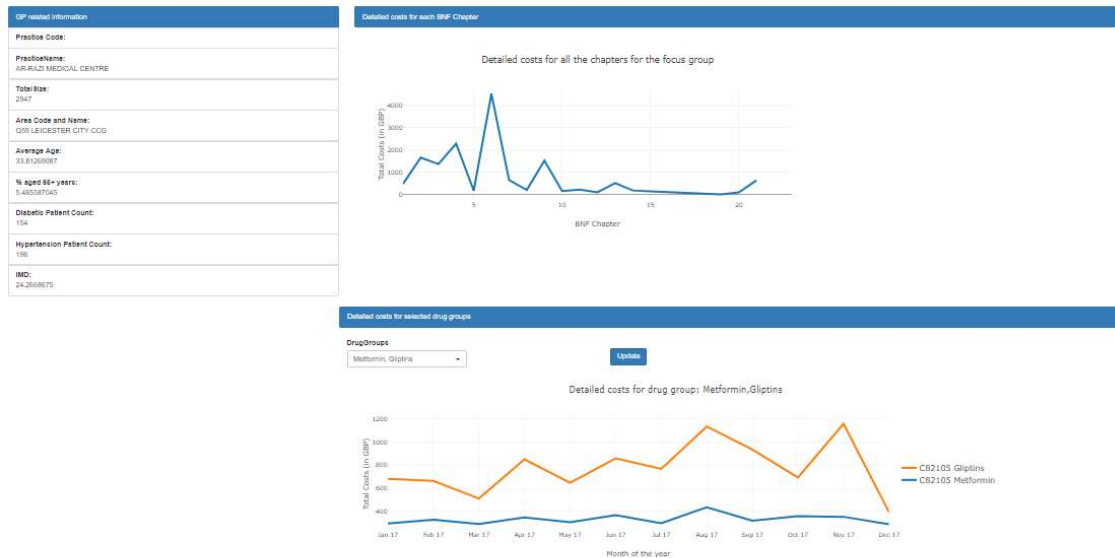 GP related information
Practice Code:
PracticeName:
AR-RAZI MEDICAL CENTRE
Total Size:
2947
Area Code and Name:
Q59 LEICESTER CITY CCG
Average Age:
33.81269087
% aged 65+ years:
5.465587045
Diabetic Patient Count:
154
Hypertension Patient Count:
196
IMD:
24.2668675
Detailed costs for each BNF Chapter
Detailed costs for all the chapters for the focus group
Total Costs (in GBP)
4000
3000
2000
1000
0
5
10
15
20
BNF Chapter
Detailed costs for selected drug groups
DrugGroups
Metformin, Gliptins
Update
Detailed costs for drug group: Metformin,Gliptins
Total Costs (in GBP)
1200
1000
800
600
400
C82105 Gliptins
C82105 Metformin
Jan 17
Feb 17
Mar 17
Apr 17
May 17
Jun 17
Jul 17
Aug 17
Sep 17
Oct 17
Nov 17
Dec 17
Month of the year